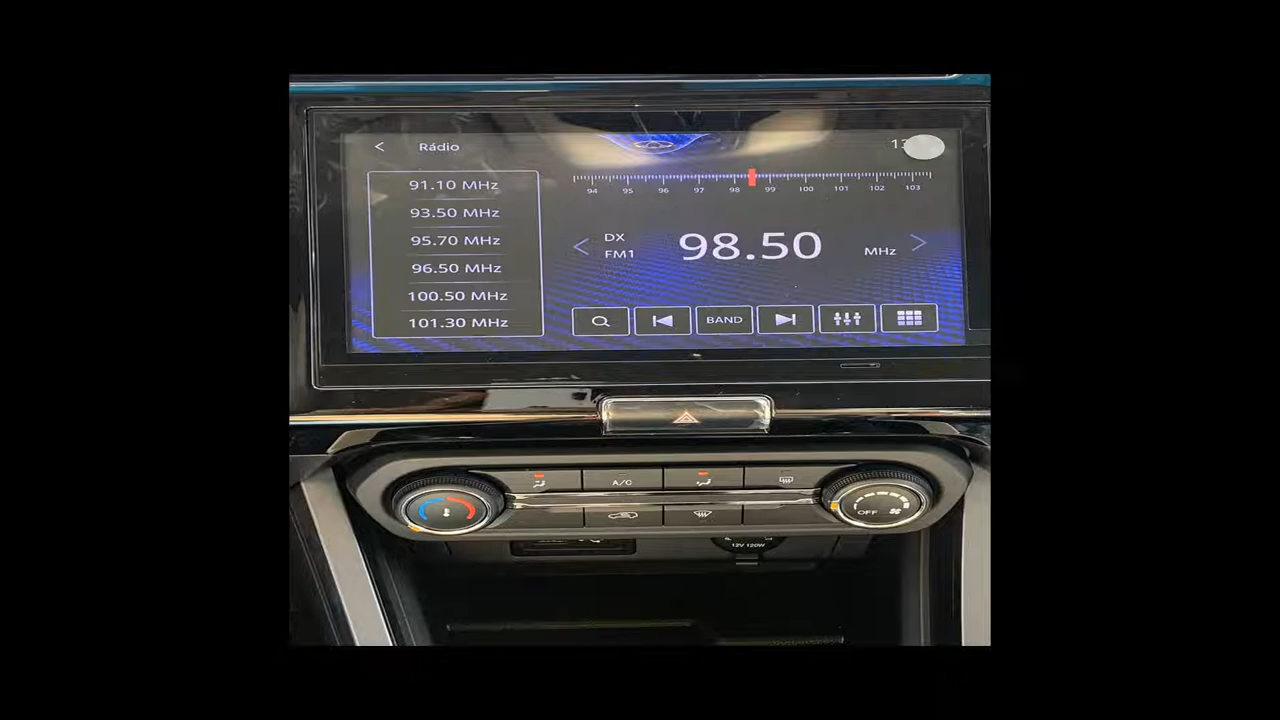 Rádio
91.10 MHz
93.50 MHz
95.70 MHz
96.50 MHz
100.50 MHz
101.30 MHz
94 95 96 97 98 99 100 101 102 103
DX
FM1
98.50
MHz
BAND
A/C
OFF
12V 120W